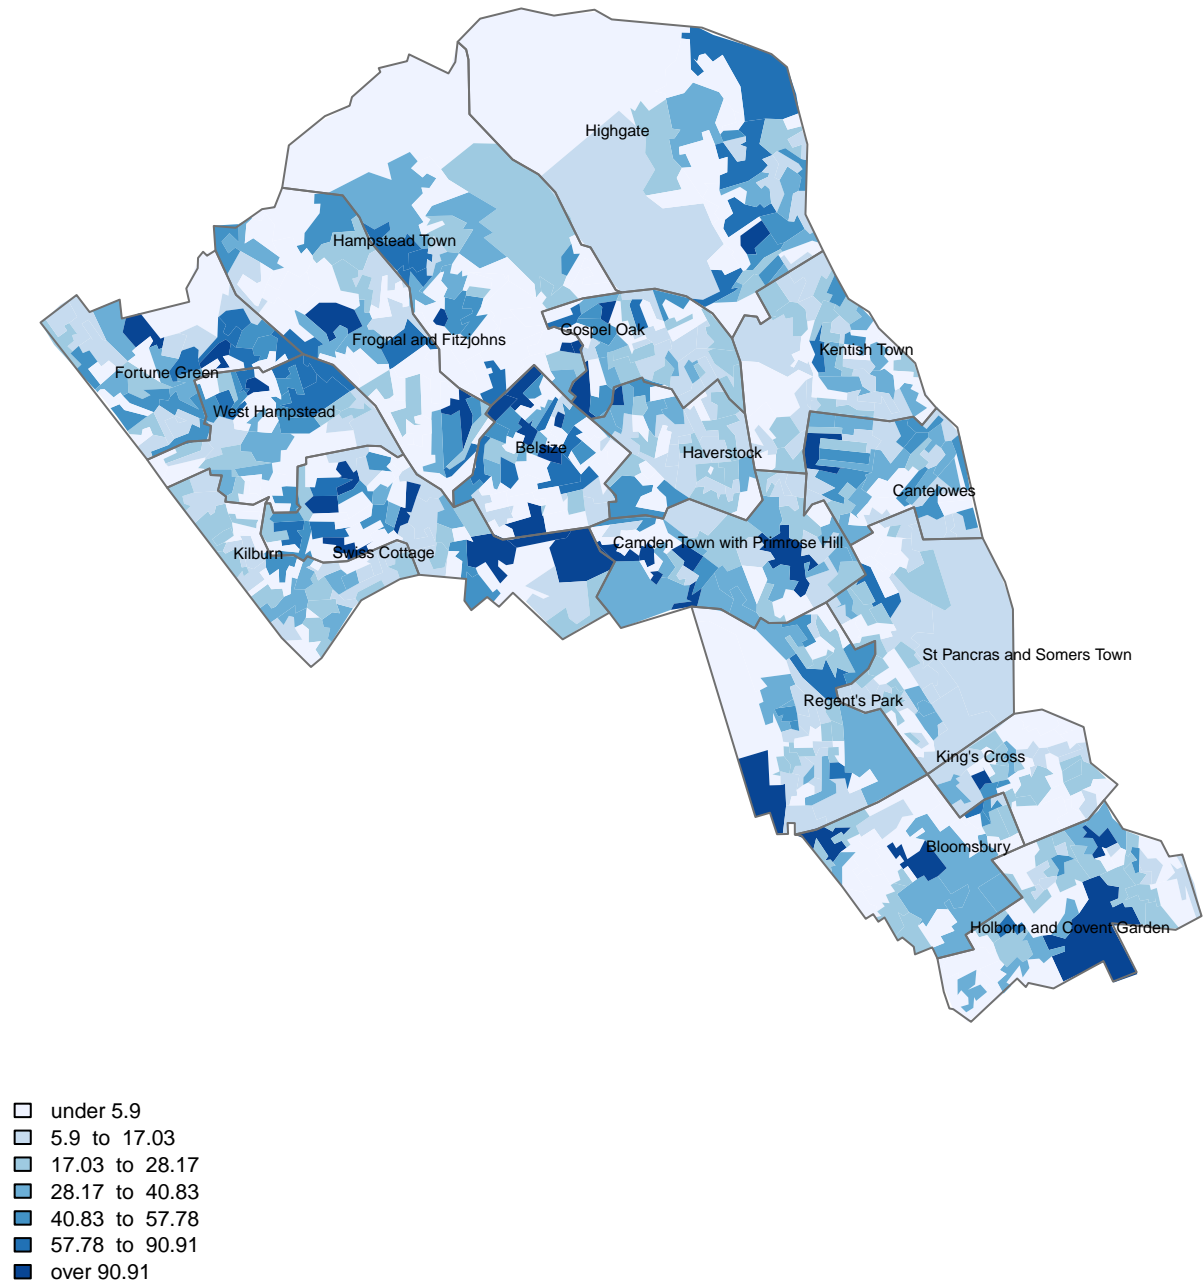 Highgate
Hampstead Town
Gospel Oak
Frognal and Fitzjohns
Kentish Town
Fortune Green
West Hampstead
Belsize
Haverstock
Cantelowes
Camden Town with Primrose Hill
Kilburn
Swiss Cottage
St Pancras and Somers Town
Regent's Park
King's Cross
Bloomsbury
Holborn and Covent Garden
under 5.9
5.9 to 17.03
17.03 to 28.17
28.17 to 40.83
40.83 to 57.78
57.78 to 90.91
over 90.91